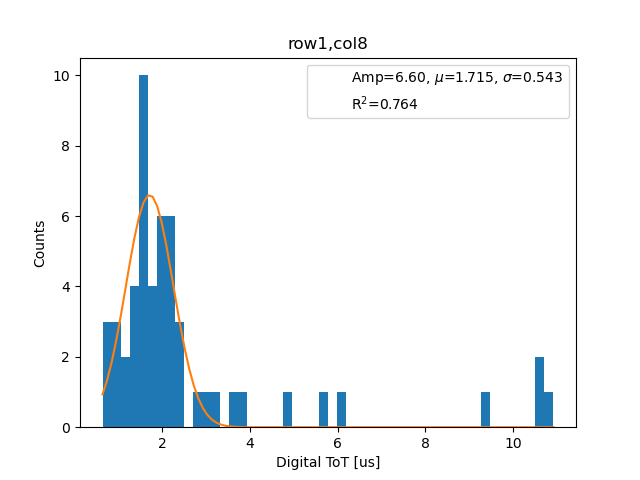 row1,col8
Amp=6.60, μ=1.715, σ=0.543
R²=0.764
10
8
6
4
2
0
Counts
2 4 6 8 10
Digital ToT [us]